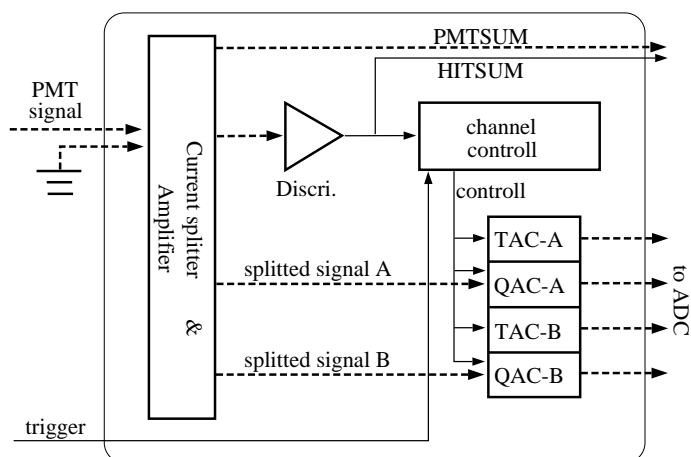 PMTSUM
HITSUM
PMT
signal
Current splitter
&
Amplifier
Discri.
channel
controll
controll
TAC-A
splitted signal A
QAC-A
to ADC
TAC-B
splitted signal B
QAC-B
trigger